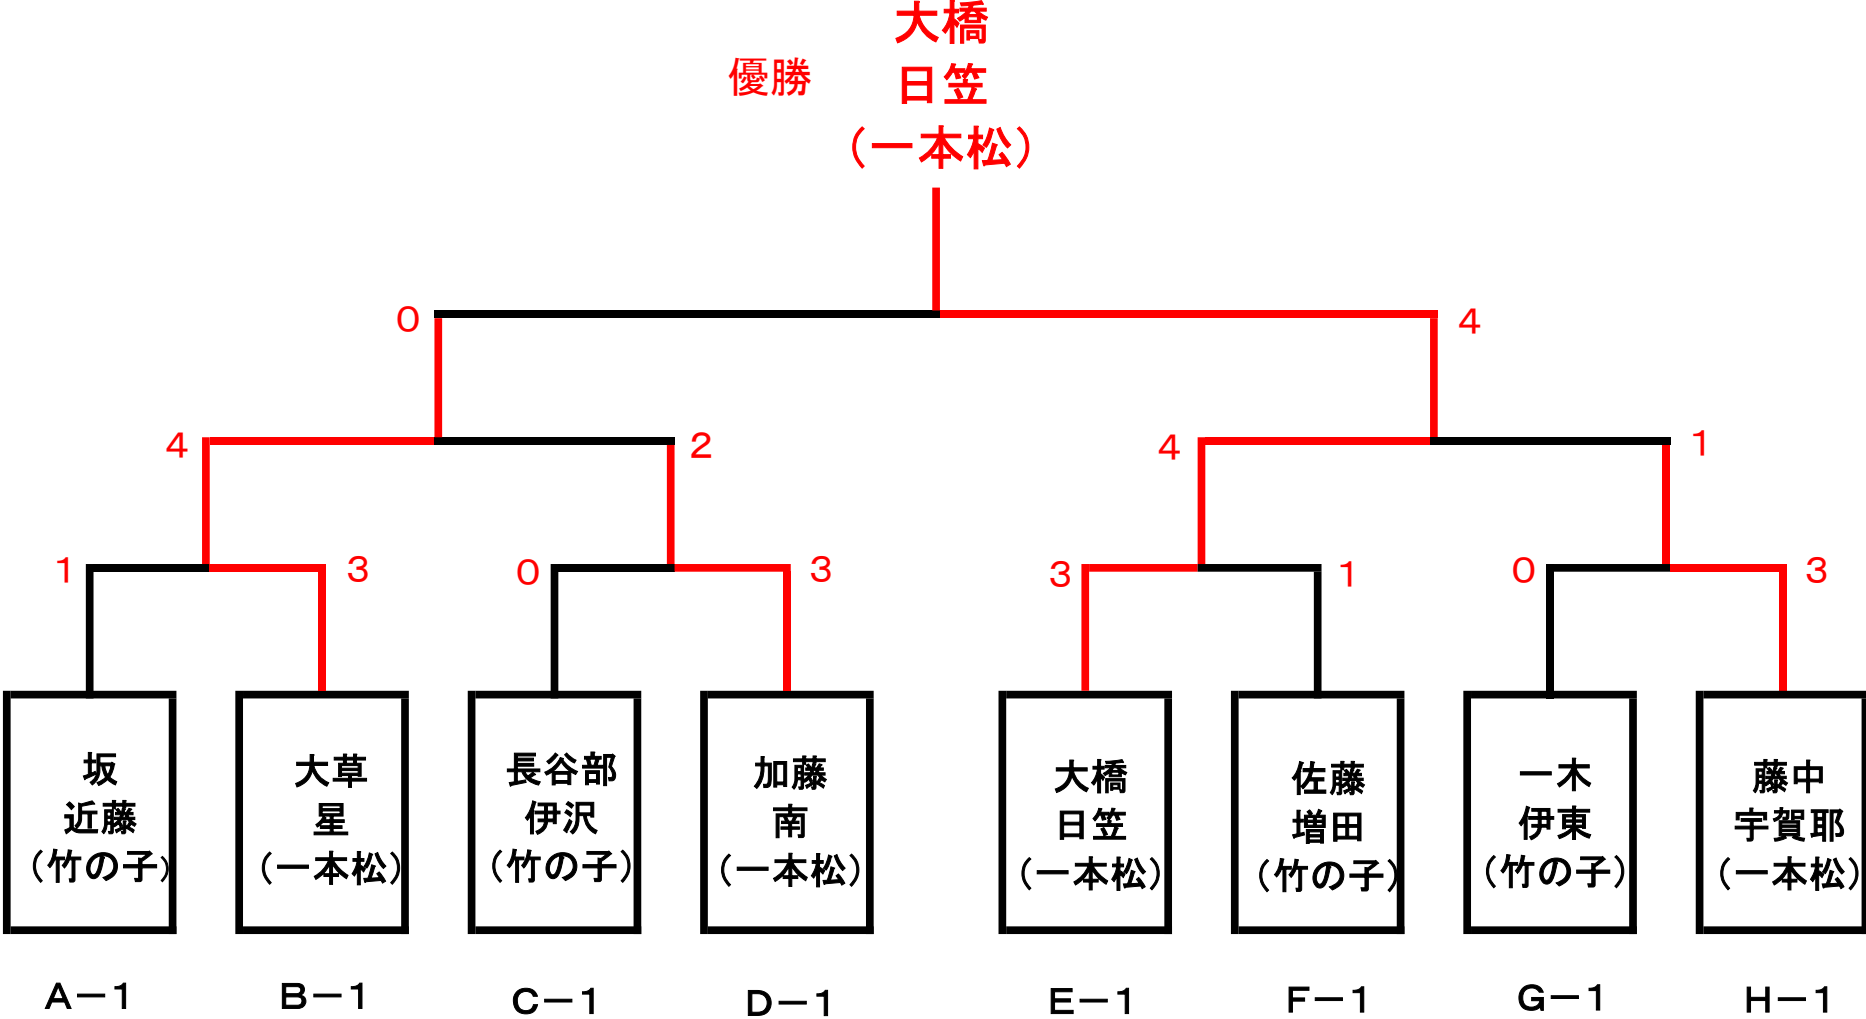 大橋
優勝
日笠
（一本松）
0
4
4
2
4
1
1
3
0
3
3
1
0
3
坂
近藤
（竹の子）
大草
星
（一本松）
長谷部
伊沢
（竹の子）
加藤
南
（一本松）
大橋
日笠
（一本松）
佐藤
増田
（竹の子）
一木
伊東
（竹の子）
藤中
宇賀耶
（一本松）
A－1
B－1
C－1
D－1
E－1
F－1
G－1
H－1